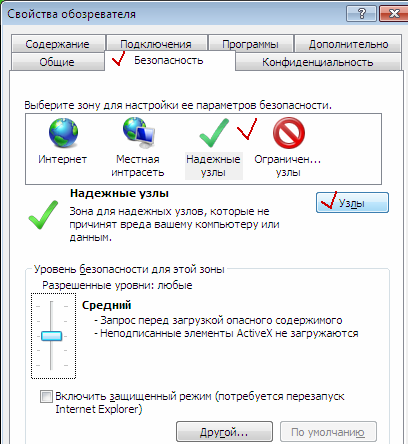 Свойства обозревателя
Содержание Подключения Программы Дополнительно
Общие Безопасность Конфиденциальность
Выберите зону для настройки ее параметров безопасности.
Интернет Местная интрасеть Надежные узлы Ограничен... узлы
Надежные узлы
Узлы
Зона для надежных узлов, которые не
причинят вреда вашему компьютеру или
данным.
Уровень безопасности для этой зоны
Разрешенные уровни: любые
Средний
- Запрос перед загрузкой опасного содержимого
- Неподписанные элементы ActiveX не загружаются
Включить защищенный режим (потребуется перезапуск
Internet Explorer)
Другой... По умолчанию